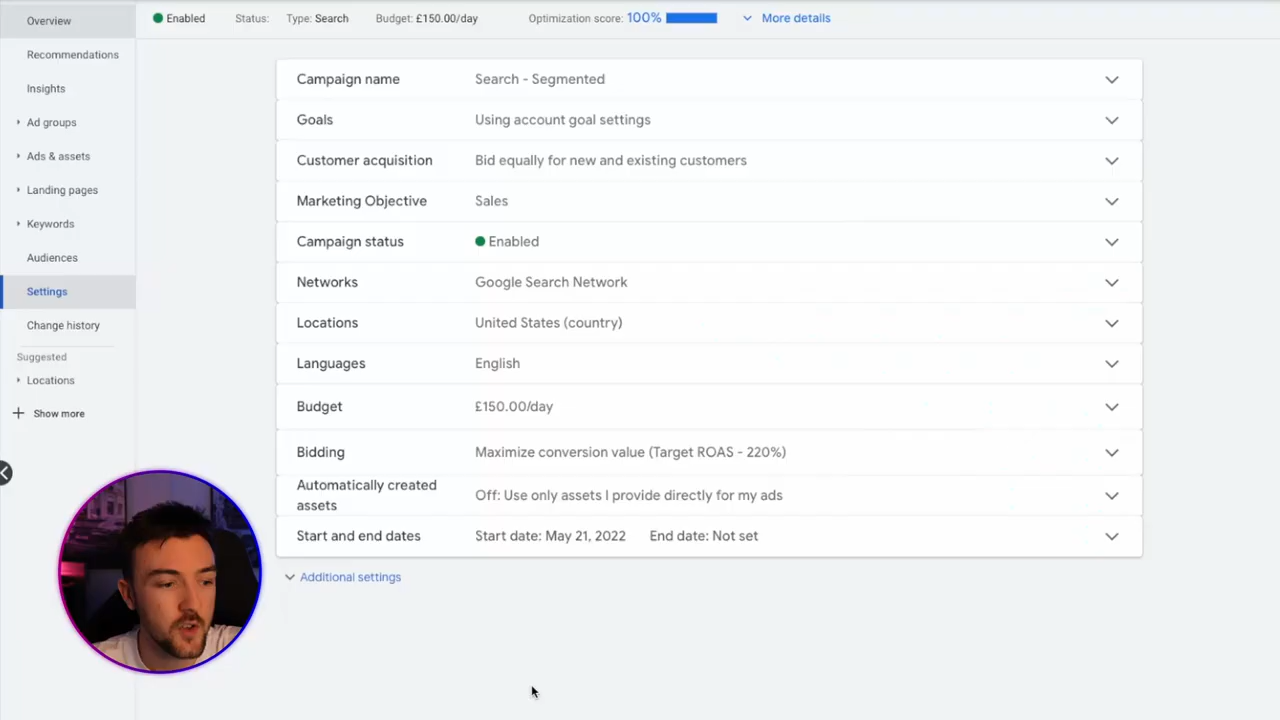 Overview
Enabled Status: Type: Search Budget: £150.00/day Optimization score: 100% More details
Recommendations
Insights
Ad groups
Ads & assets
Landing pages
Keywords
Audiences
Settings
Change history
Suggested
Locations
Show more
Campaign name Search - Segmented
Goals Using account goal settings
Customer acquisition Bid equally for new and existing customers
Marketing Objective Sales
Campaign status Enabled
Networks Google Search Network
Locations United States (country)
Languages English
Budget £150.00/day
Bidding Maximize conversion value (Target ROAS - 220%)
Automatically created
assets Off: Use only assets I provide directly for my ads
Start and end dates Start date: May 21, 2022 End date: Not set
Additional settings